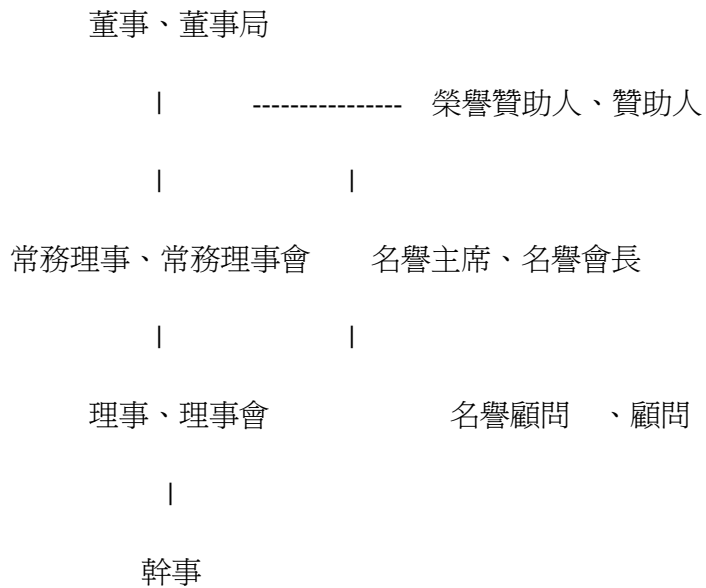 董事、董事局
| ---------------- 榮譽贊助人、贊助人
| |
常務理事、常務理事會 名譽主席、名譽會長
| |
理事、理事會 名譽顧問 、顧問
|
幹事